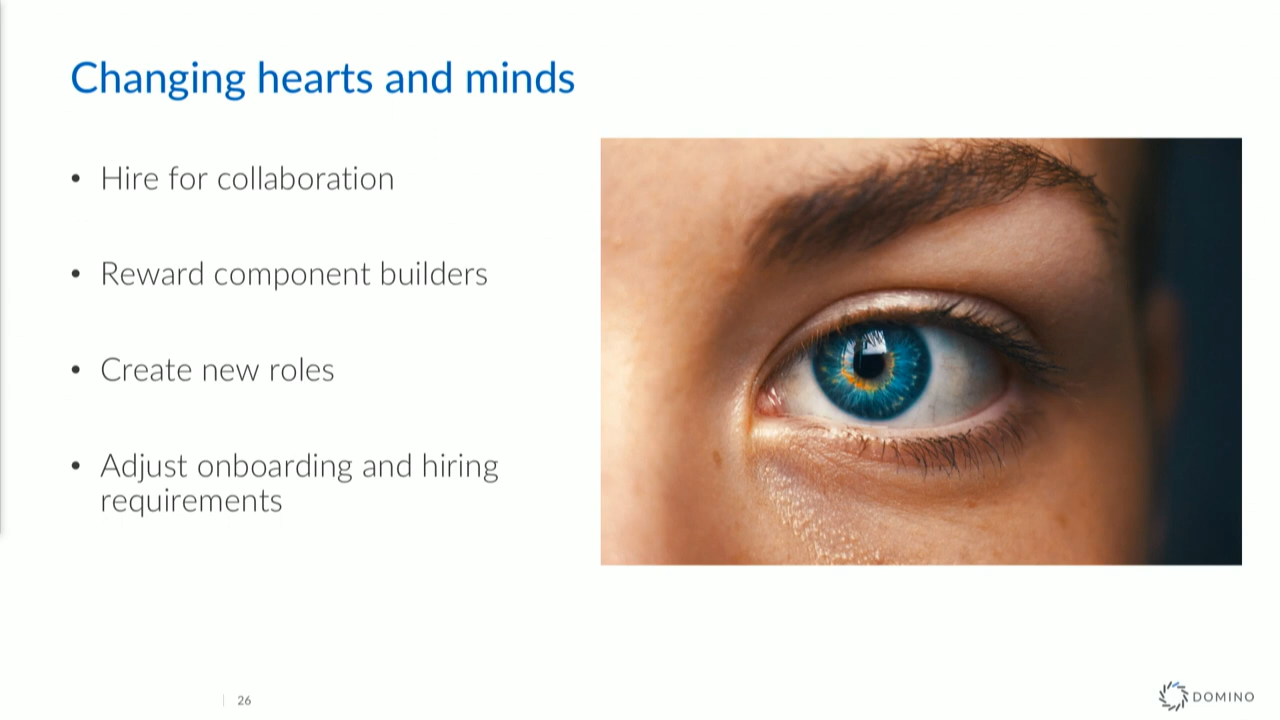 Changing hearts and minds
• Hire for collaboration
• Reward component builders
• Create new roles
• Adjust onboarding and hiring
requirements
26
DOMINO